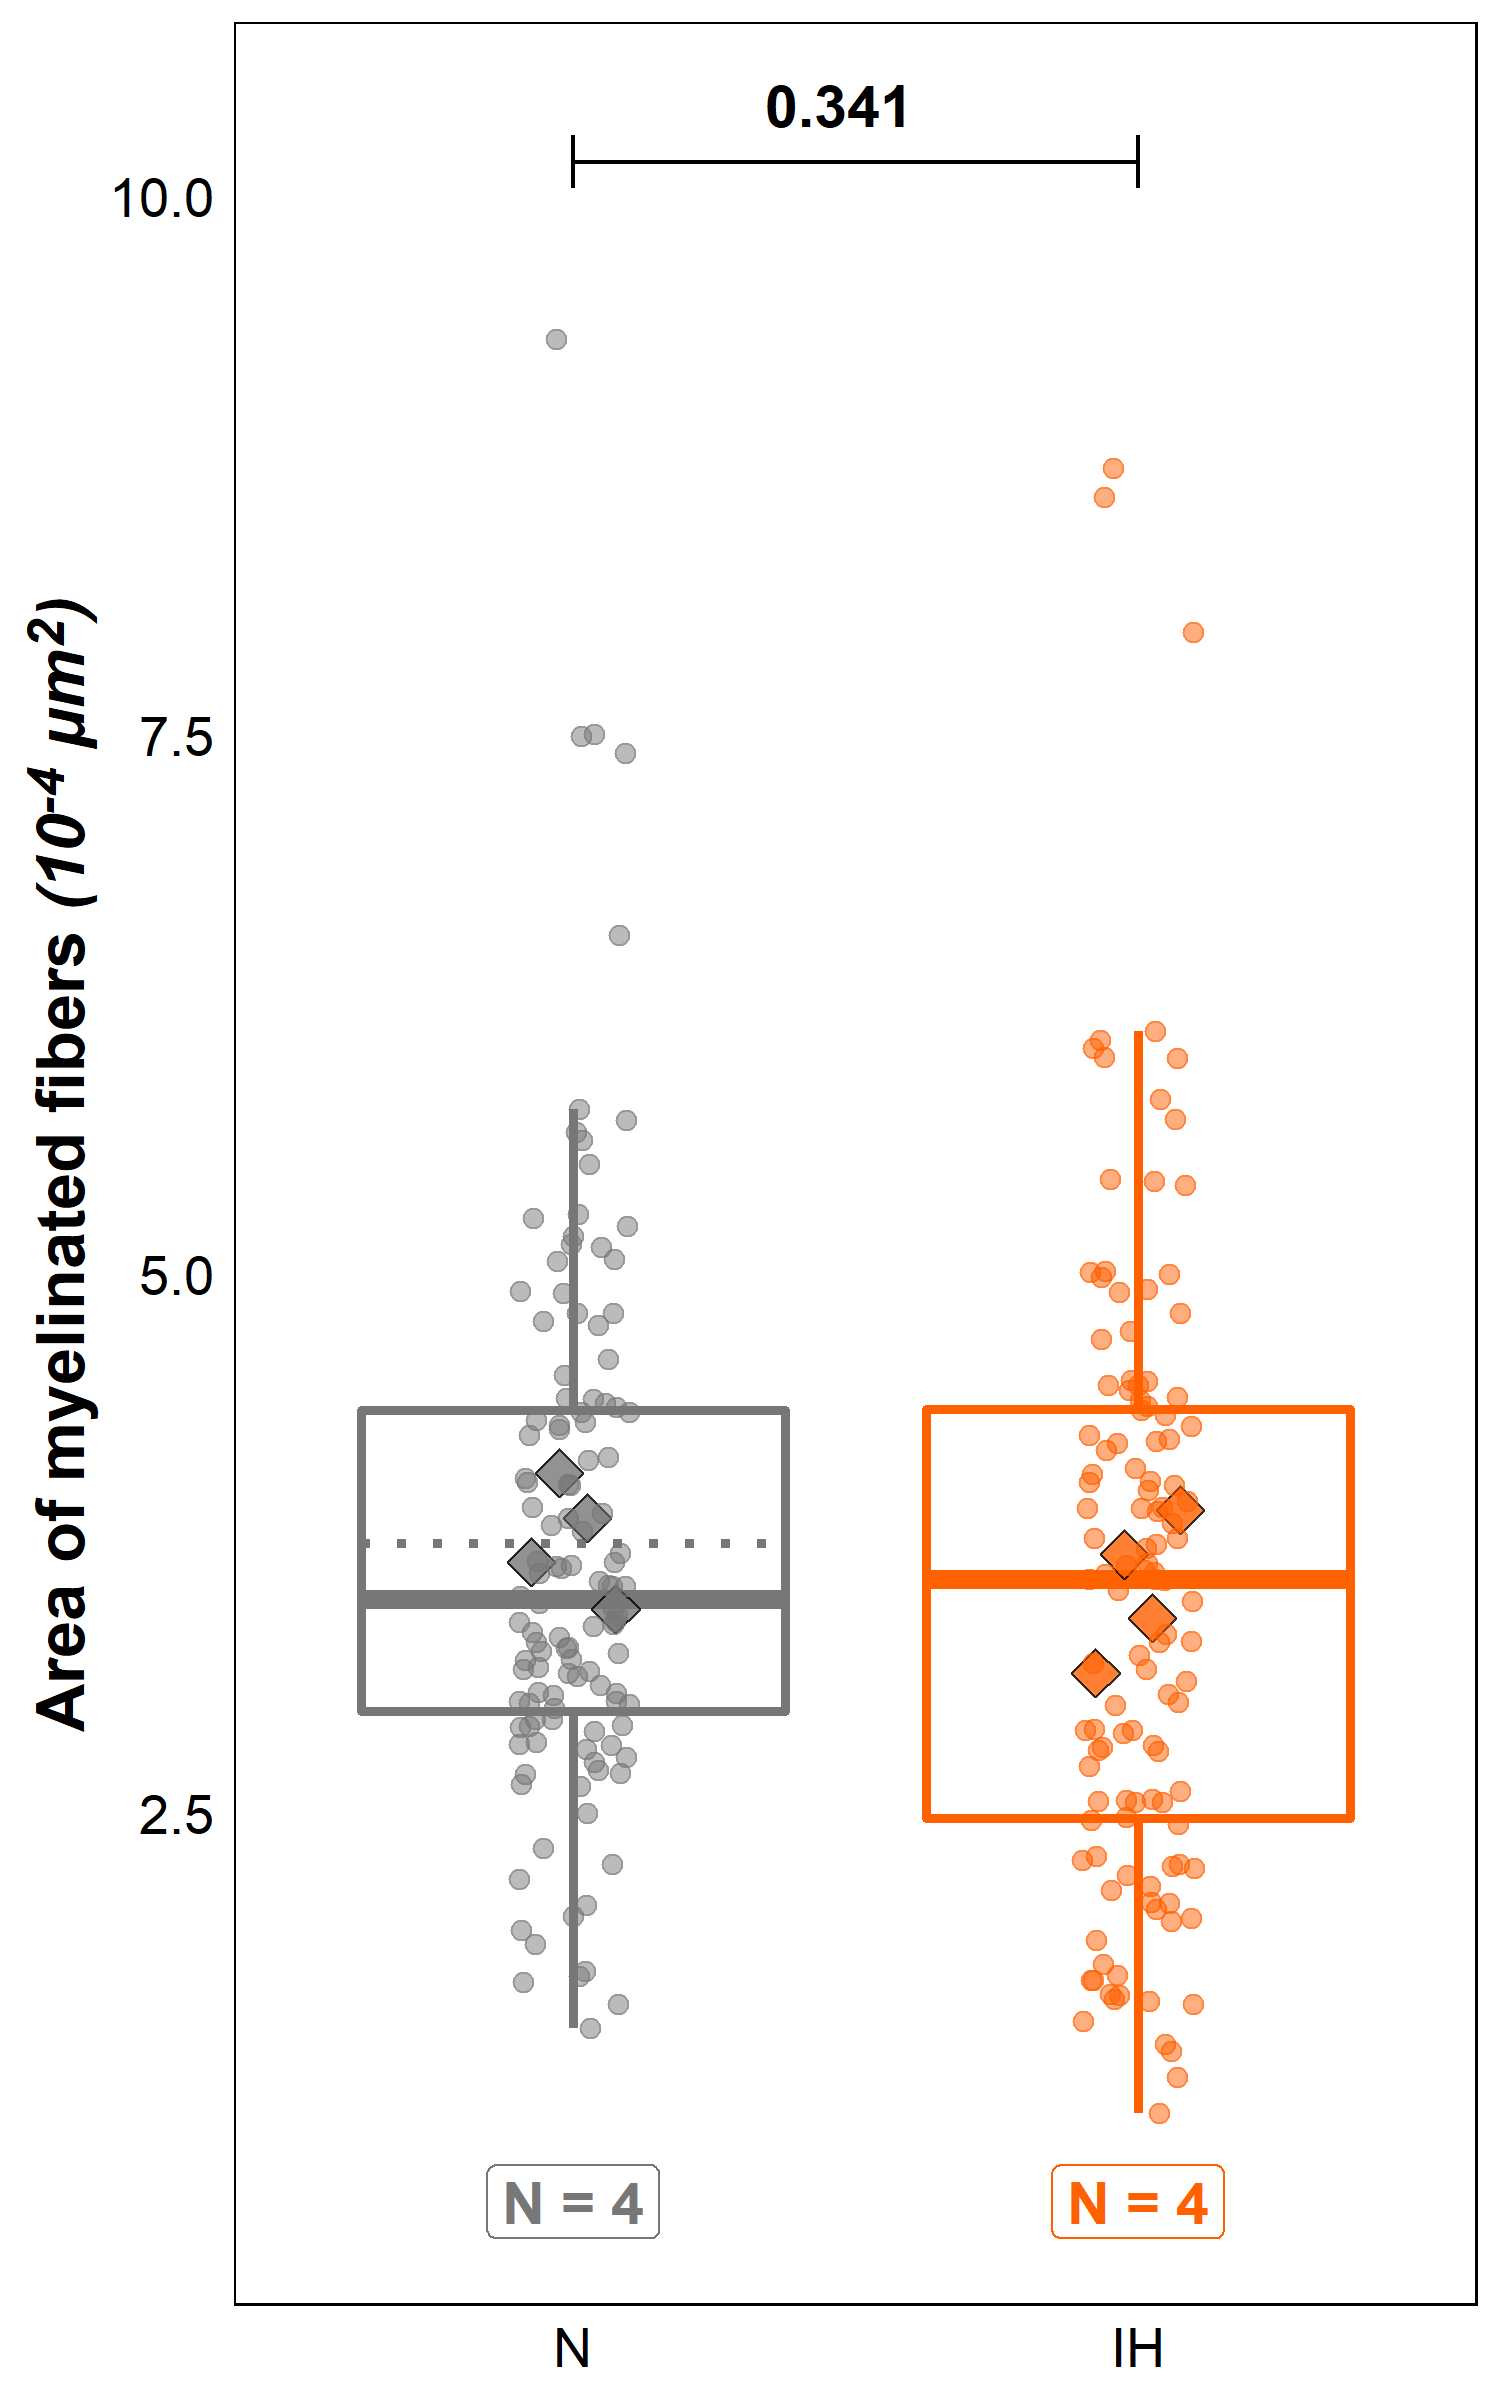 0.341
10.0
7.5
5.0
2.5
Area of myelinated fibers (10⁻⁴ µm²)
N = 4
N = 4
N
IH